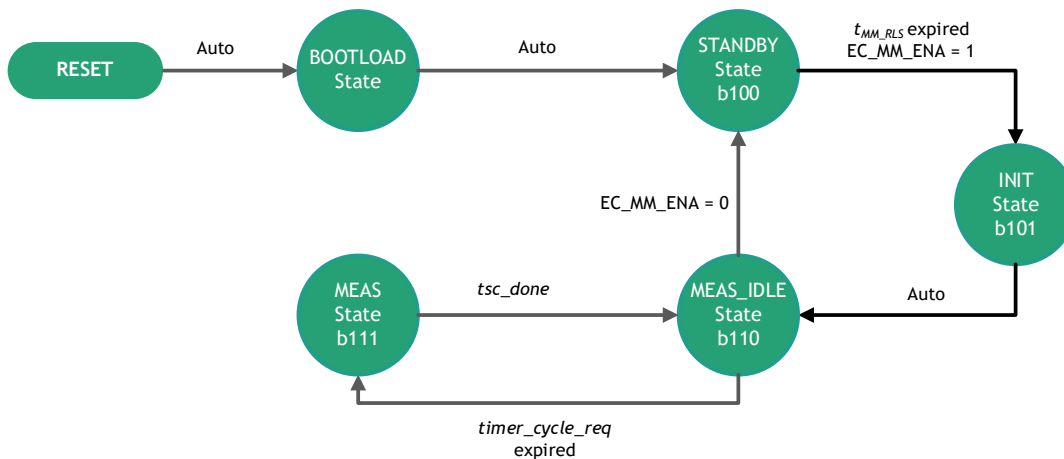 RESET
Auto
BOOTLOAD
State
Auto
STANDBY
State
b100
tMM_RLS expired
EC_MM_ENA = 1
INIT
State
b101
EC_MM_ENA = 0
MEAS
State
b111
tsc_done
MEAS_IDLE
State
b110
Auto
timer_cycle_req
expired